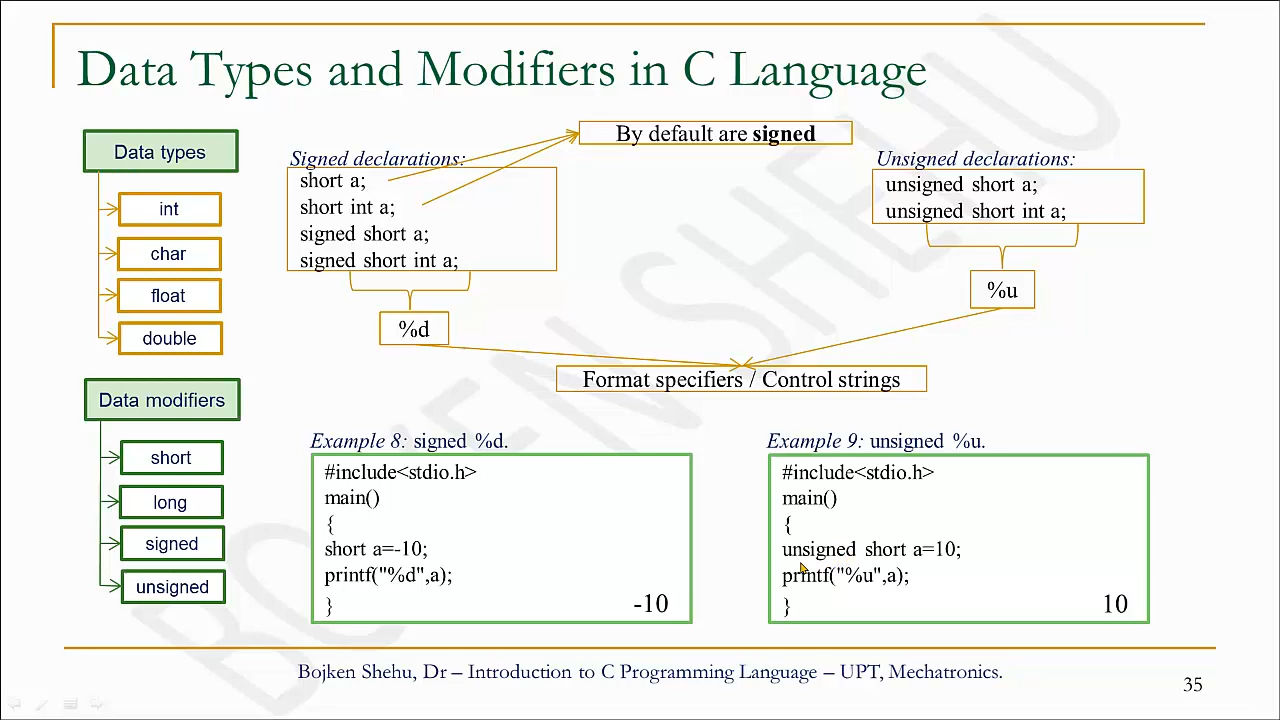 Data Types and Modifiers in C Language
Data types
int
char
float
double
Data modifiers
short
long
signed
unsigned
By default are signed
Signed declarations:
short a;
short int a;
signed short a;
signed short int a;
%d
Unsigned declarations:
unsigned short a;
unsigned short int a;
%u
Format specifiers / Control strings
Example 8: signed %d.
#include<stdio.h>
main()
{
short a=-10;
printf("%d",a);
}
-10
Example 9: unsigned %u.
#include<stdio.h>
main()
{
unsigned short a=10;
printf("%u",a);
}
10
Bojken Shehu, Dr – Introduction to C Programming Language – UPT, Mechatronics.
35
BOJKEN SHEHU